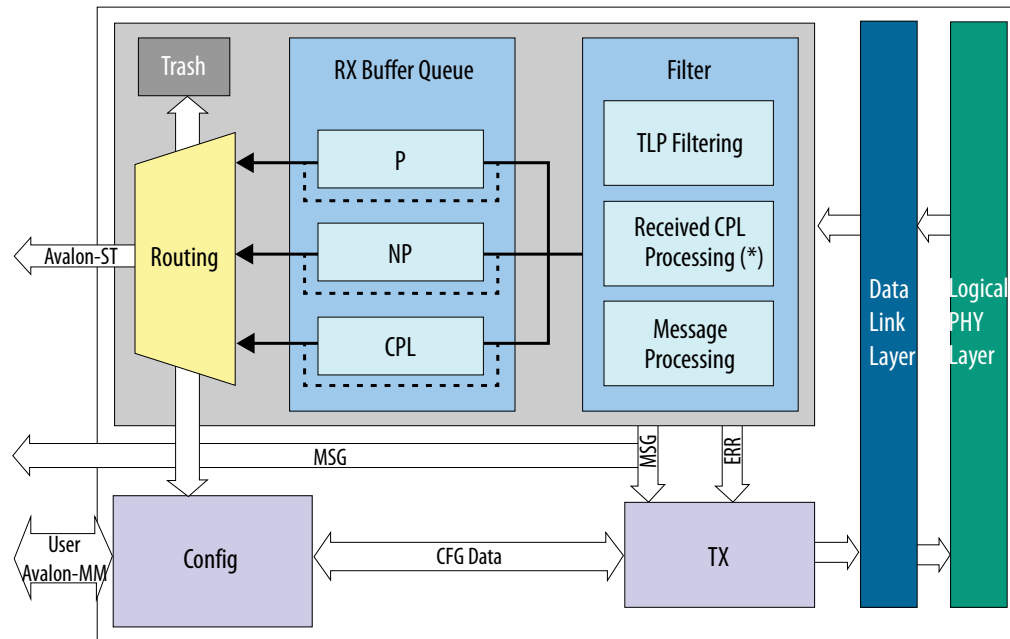 Trash
RX Buffer Queue
Filter
P
TLP Filtering
Avalon-ST
Routing
NP
Received CPL
Processing (*)
CPL
Message
Processing
Data
Link
Layer
Logical
PHY
Layer
MSG
MSG
ERR
User
Avalon-MM
Config
CFG Data
TX